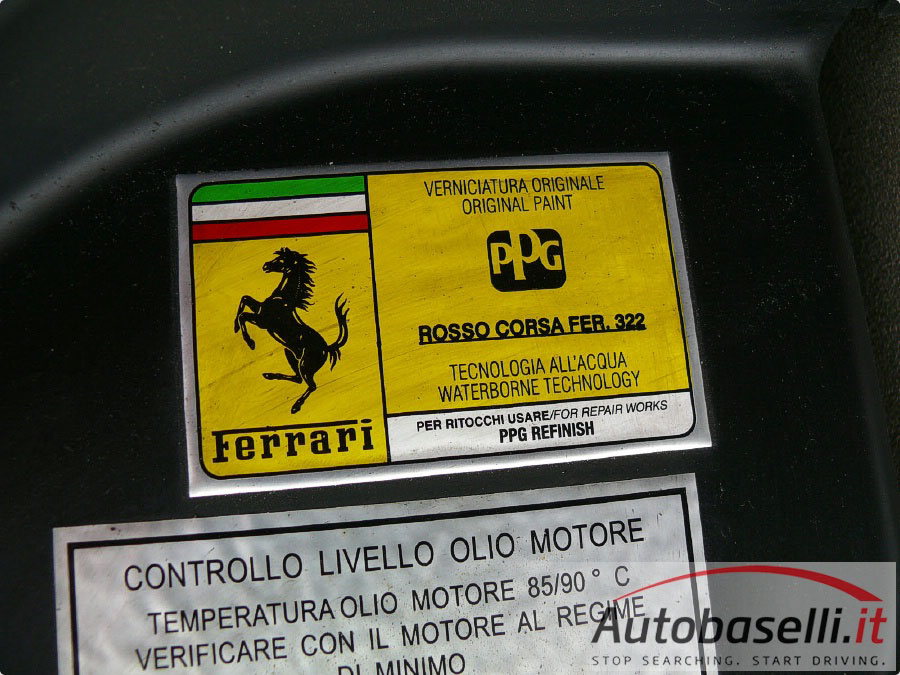 VERNICIATURA ORIGINALE
ORIGINAL PAINT
PPG
ROSSO CORSA FER. 322
TECNOLOGIA ALL'ACQUA
WATERBORNE TECHNOLOGY
Ferrari
PER RITOCCHI USARE/FOR REPAIR WORKS
PPG REFINISH
CONTROLLO LIVELLO OLIO MOTORE
TEMPERATURA OLIO MOTORE 85/90° C
VERIFICARE CON IL MOTORE AL REGIME
DI MINIMO
Autobaselli.it
STOP SEARCHING. START DRIVING.